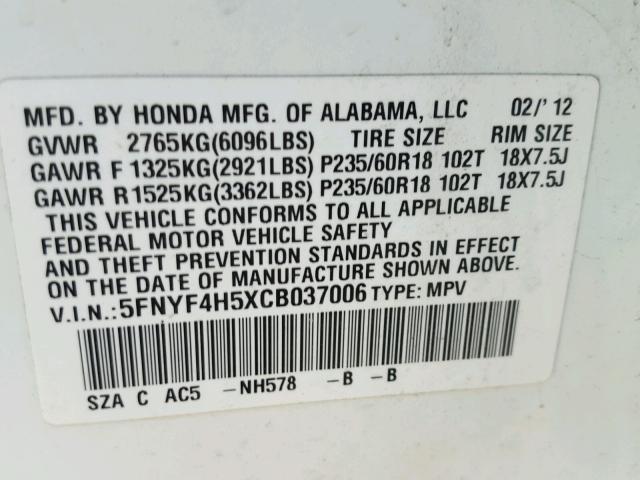 MFD. BY HONDA MFG. OF ALABAMA, LLC 02/'12
GVWR 2765KG(6096LBS) TIRE SIZE RIM SIZE
GAWR F 1325KG(2921LBS) P235/60R18 102T 18X7.5J
GAWR R 1525KG(3362LBS) P235/60R18 102T 18X7.5J
THIS VEHICLE CONFORMS TO ALL APPLICABLE
FEDERAL MOTOR VEHICLE SAFETY
AND THEFT PREVENTION STANDARDS IN EFFECT
ON THE DATE OF MANUFACTURE SHOWN ABOVE.
V.I.N.:5FNYF4H5XCB037006 TYPE: MPV
SZA C AC5 -NH578 -B -B